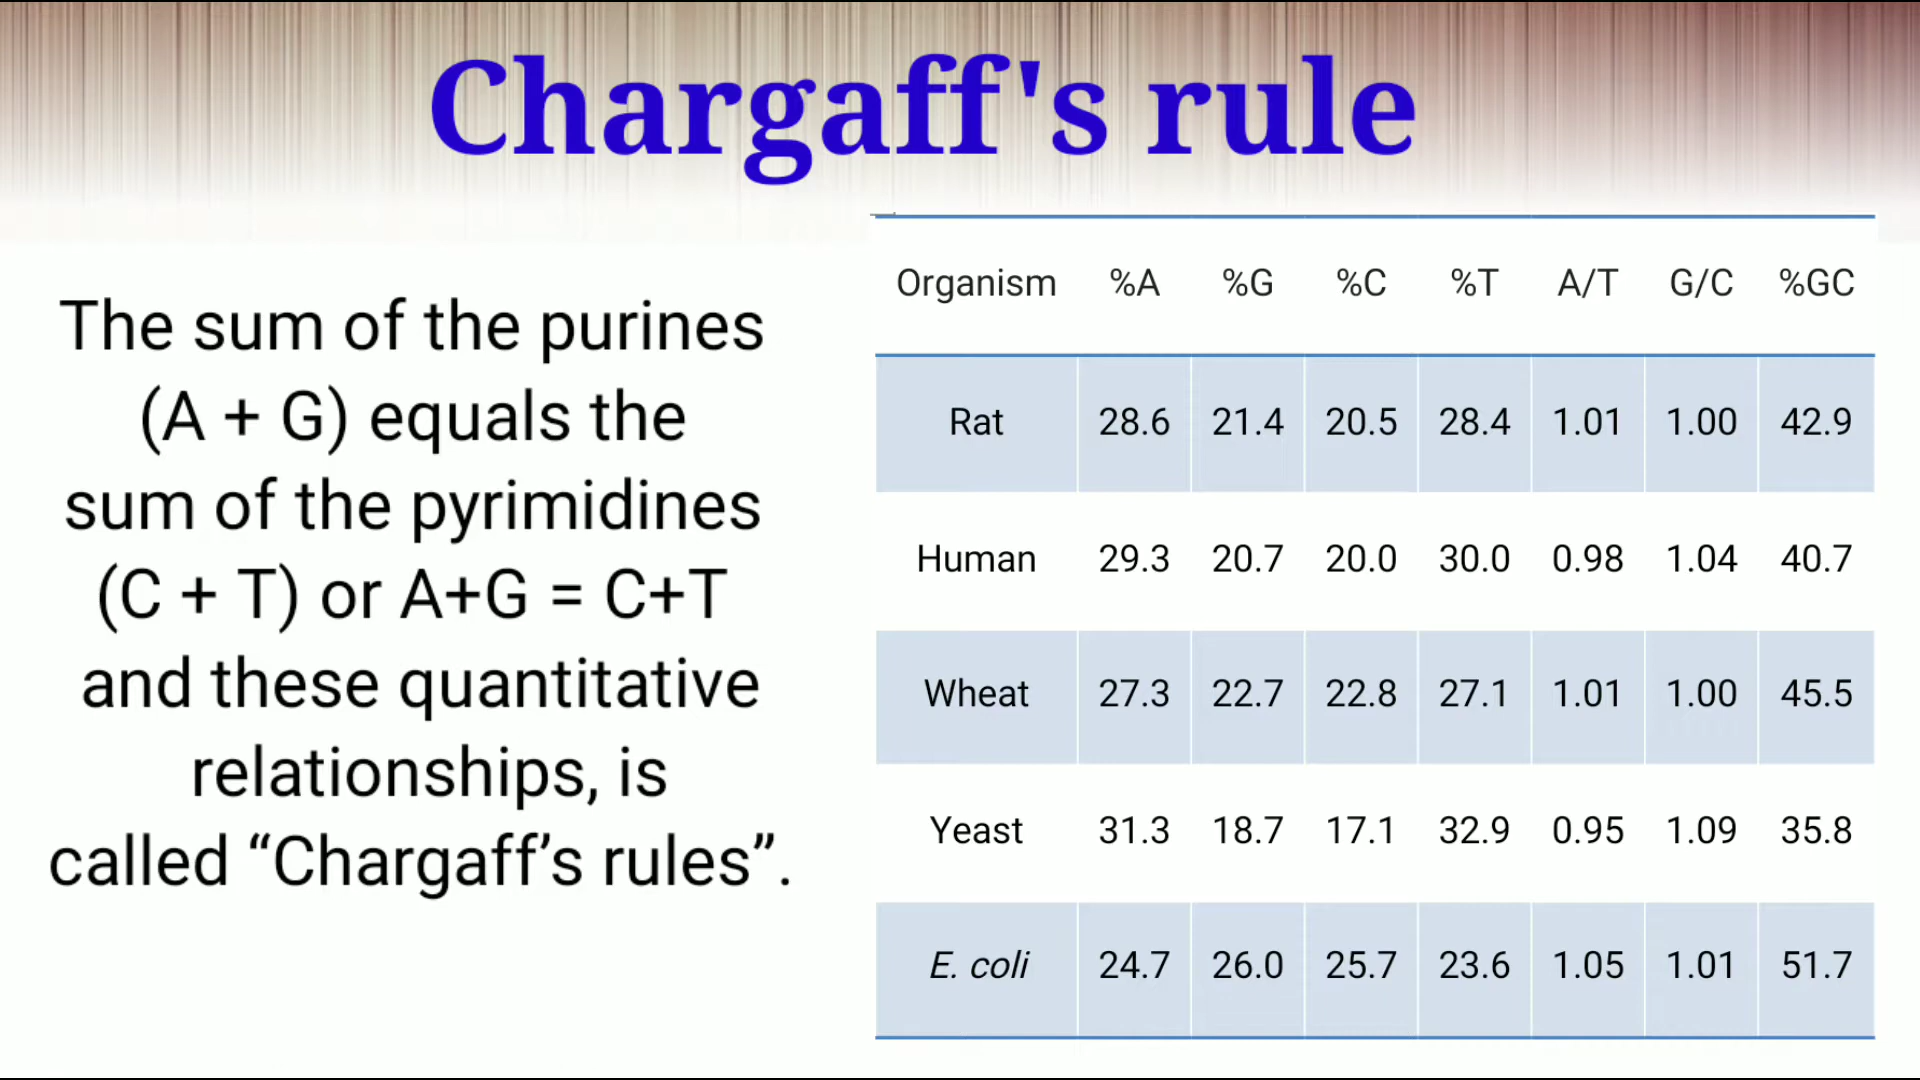 Chargaff's rule
The sum of the purines
(A + G) equals the
sum of the pyrimidines
(C + T) or A+G = C+T
and these quantitative
relationships, is
called “Chargaff’s rules”.
Organism %A %G %C %T A/T G/C %GC
Rat 28.6 21.4 20.5 28.4 1.01 1.00 42.9
Human 29.3 20.7 20.0 30.0 0.98 1.04 40.7
Wheat 27.3 22.7 22.8 27.1 1.01 1.00 45.5
Yeast 31.3 18.7 17.1 32.9 0.95 1.09 35.8
E. coli 24.7 26.0 25.7 23.6 1.05 1.01 51.7